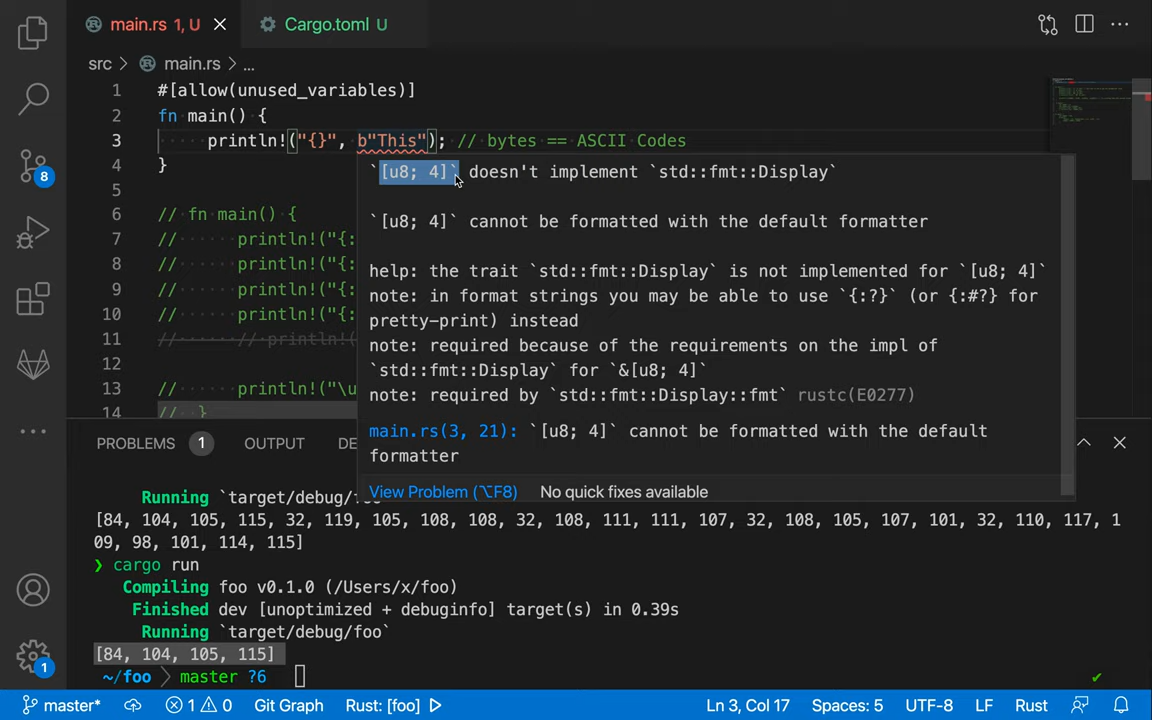 main.rs 1, U
Cargo.toml U
src > main.rs > ...
1 #[allow(unused_variables)]
2 fn main() {
3 println!("{}", b"This"); // bytes == ASCII Codes
4 }
5
6 // fn main() {
7 // println!("{:
8 // println!("{:
9 // println!("{:
10 // println!("{:
11 // // println!(
12
13 // println!("\u
14 // }
`[u8; 4]` doesn't implement `std::fmt::Display`
`[u8; 4]` cannot be formatted with the default formatter
help: the trait `std::fmt::Display` is not implemented for `[u8; 4]`
note: in format strings you may be able to use `{:?}` (or {:#?} for
pretty-print) instead
note: required because of the requirements on the impl of
`std::fmt::Display` for `&[u8; 4]`
note: required by `std::fmt::Display::fmt` rustc(E0277)
main.rs(3, 21): `[u8; 4]` cannot be formatted with the default
formatter
View Problem (⌥F8) No quick fixes available
8
PROBLEMS 1 OUTPUT DE
Running `target/debug/f
[84, 104, 105, 115, 32, 119, 105, 108, 108, 32, 108, 111, 111, 107, 32, 108, 105, 107, 101, 32, 110, 117, 1
09, 98, 101, 114, 115]
❯ cargo run
Compiling foo v0.1.0 (/Users/x/foo)
Finished dev [unoptimized + debuginfo] target(s) in 0.39s
Running `target/debug/foo`
[84, 104, 105, 115]
~/foo > master ?6
1
master* 1 0 Git Graph Rust: [foo] Ln 3, Col 17 Spaces: 5 UTF-8 LF Rust